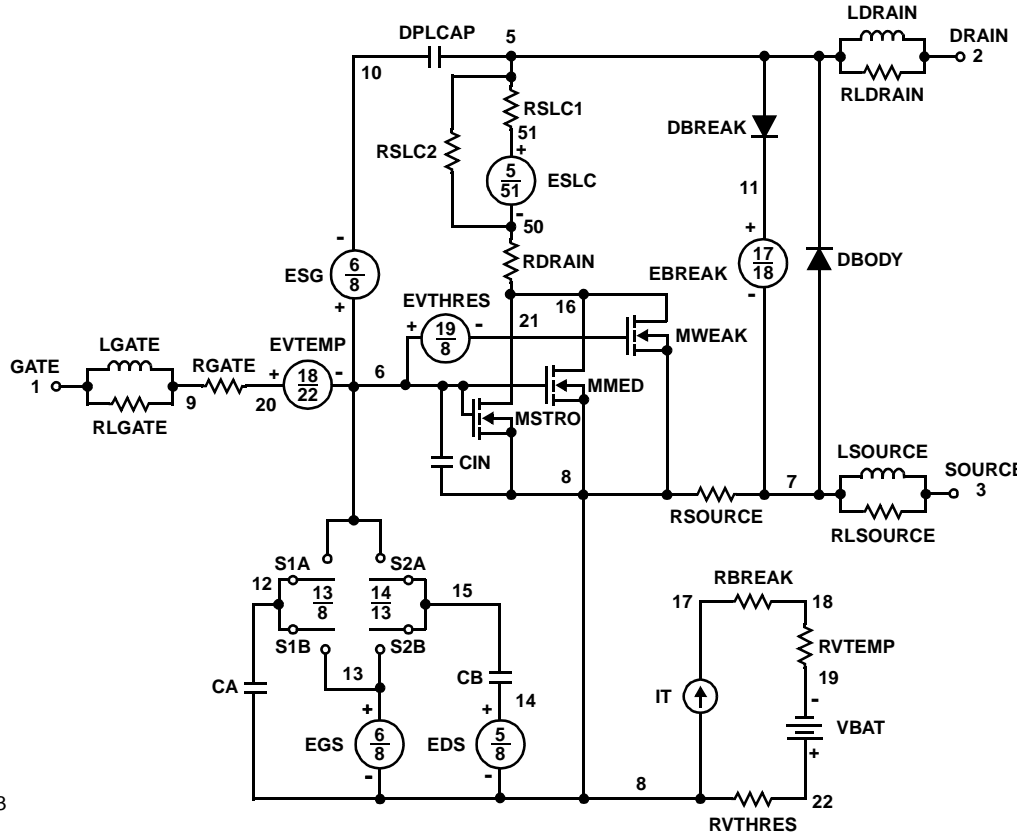 LDRAIN
DPLCAP
5
DRAIN
2
10
RLDRAIN
RSLC1
DBREAK
51
+
RSLC2
5
51
ESLC
11
-
50
-
+
RDRAIN
17
18
DBODY
6
8
EBREAK
ESG
EVTHRES
16
-
+
21
+
19
8
-
MWEAK
LGATE
EVTEMP
GATE
1
RGATE
+
18
22
-
6
MMED
9
20
MSTRO
RLGATE
LSOURCE
CIN
8
7
SOURCE
3
RSOURCE
RLSOURCE
S1A
S2A
12
13
8
14
13
15
RBREAK
17
18
S1B
S2B
RVTEMP
13
CB
19
CA
14
IT
-
+
+
VBAT
EGS
6
8
EDS
5
8
+
-
-
8
22
RVTHRES